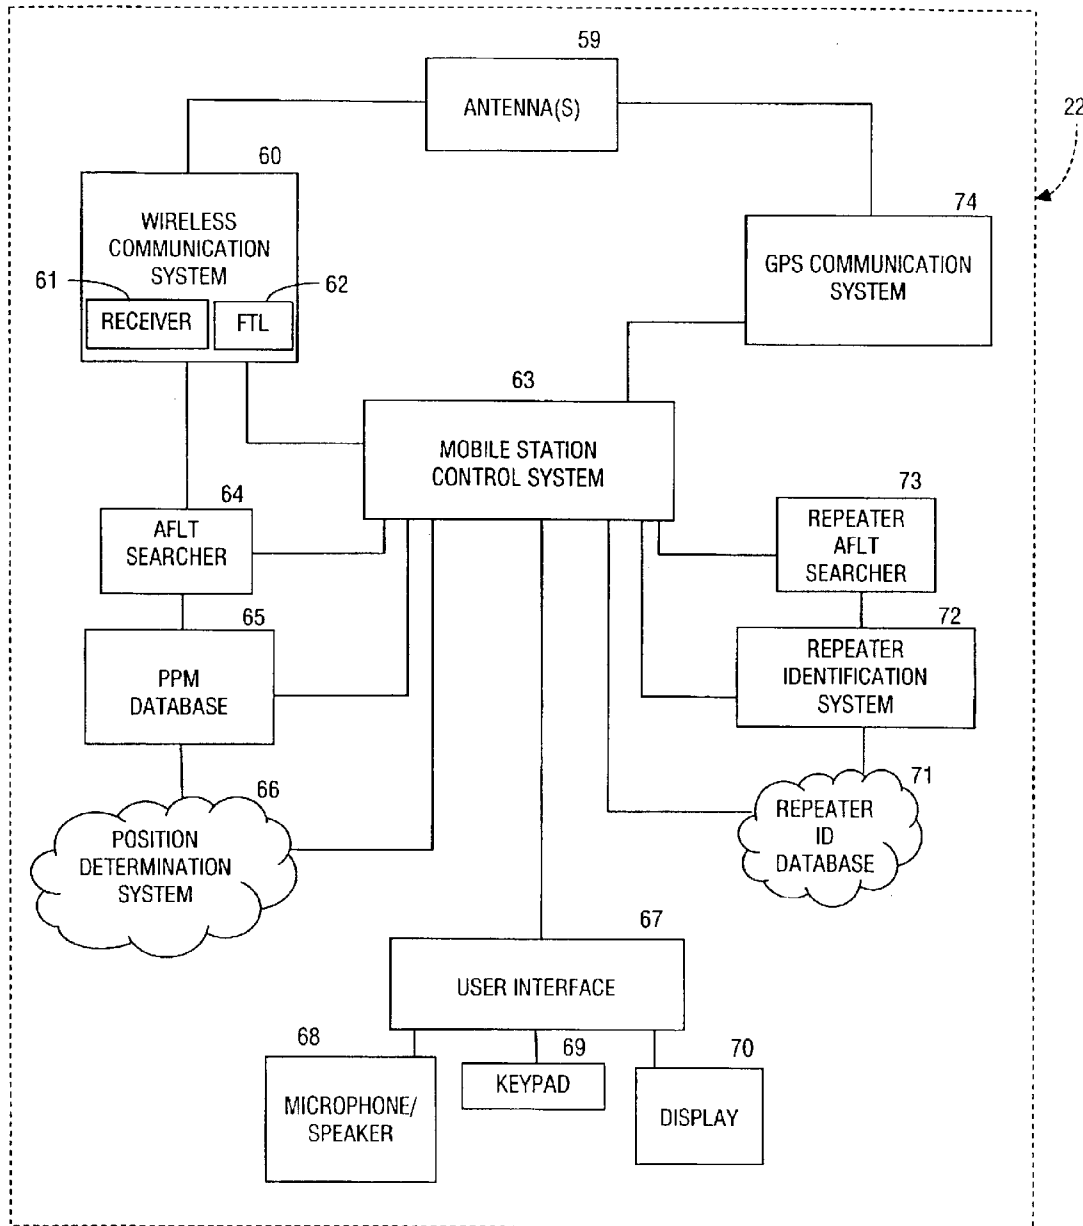 59
ANTENNA(S)
22
60
WIRELESS
COMMUNICATION
SYSTEM
61
62
RECEIVER
FTL
74
GPS COMMUNICATION
SYSTEM
63
MOBILE STATION
CONTROL SYSTEM
64
AFLT
SEARCHER
73
REPEATER
AFLT
SEARCHER
65
PPM
DATABASE
72
REPEATER
IDENTIFICATION
SYSTEM
66
POSITION
DETERMINATION
SYSTEM
71
REPEATER
ID
DATABASE
67
USER INTERFACE
68
MICROPHONE/
SPEAKER
69
KEYPAD
70
DISPLAY